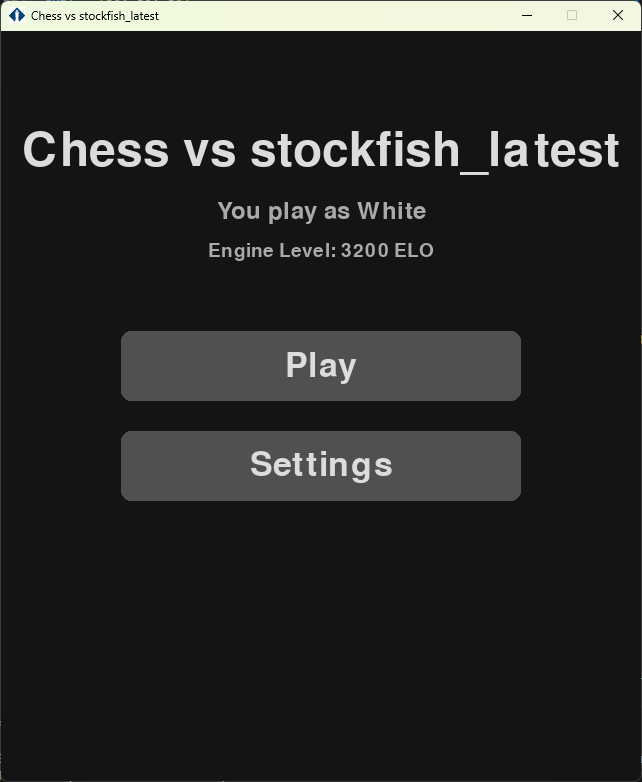 Chess vs stockfish_latest
Chess vs stockfish_latest
You play as White
Engine Level: 3200 ELO
Play
Settings